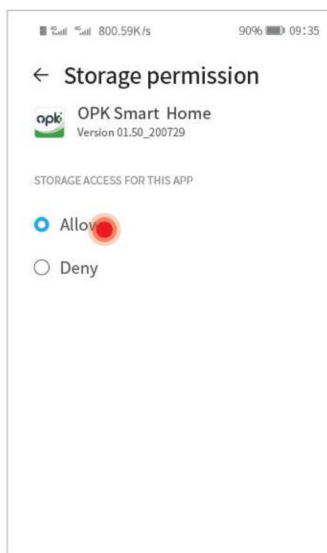 800.59K/s 90% 09:35
← Storage permission
opk OPK Smart Home
Version 01.50_200729
STORAGE ACCESS FOR THIS APP
Allow
Deny